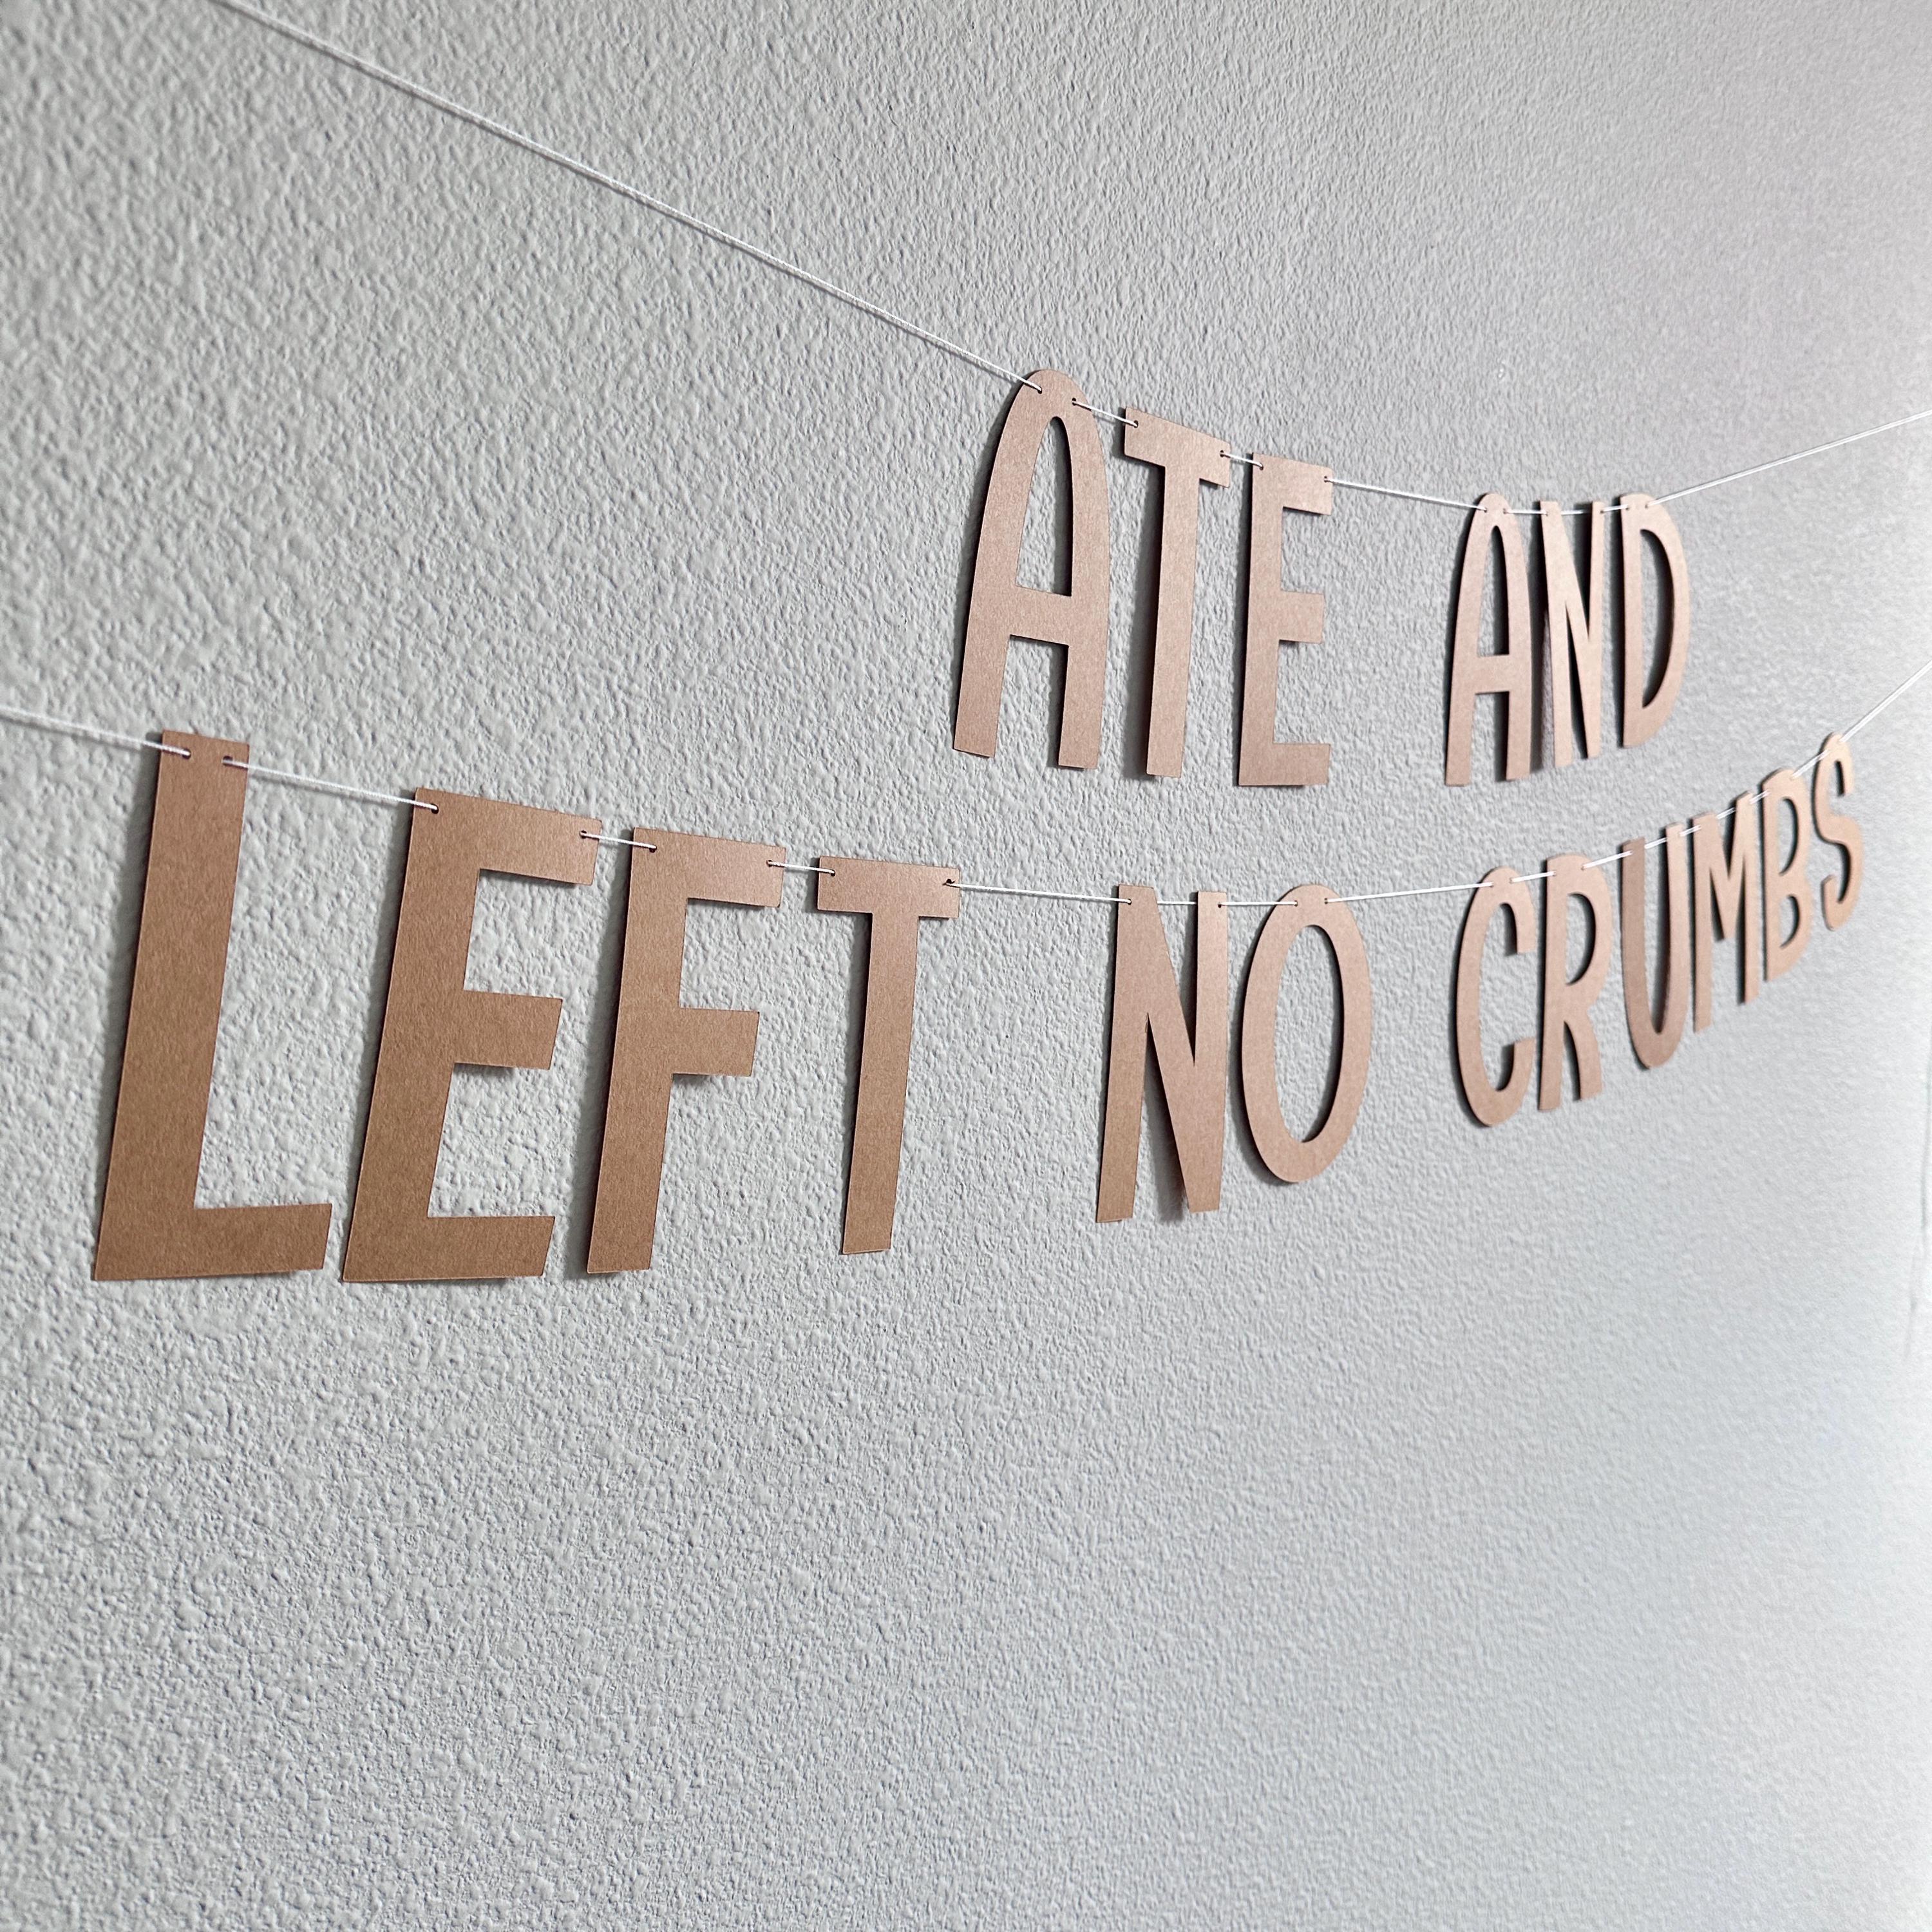 ATE AND
LEFT NO CRUMBS